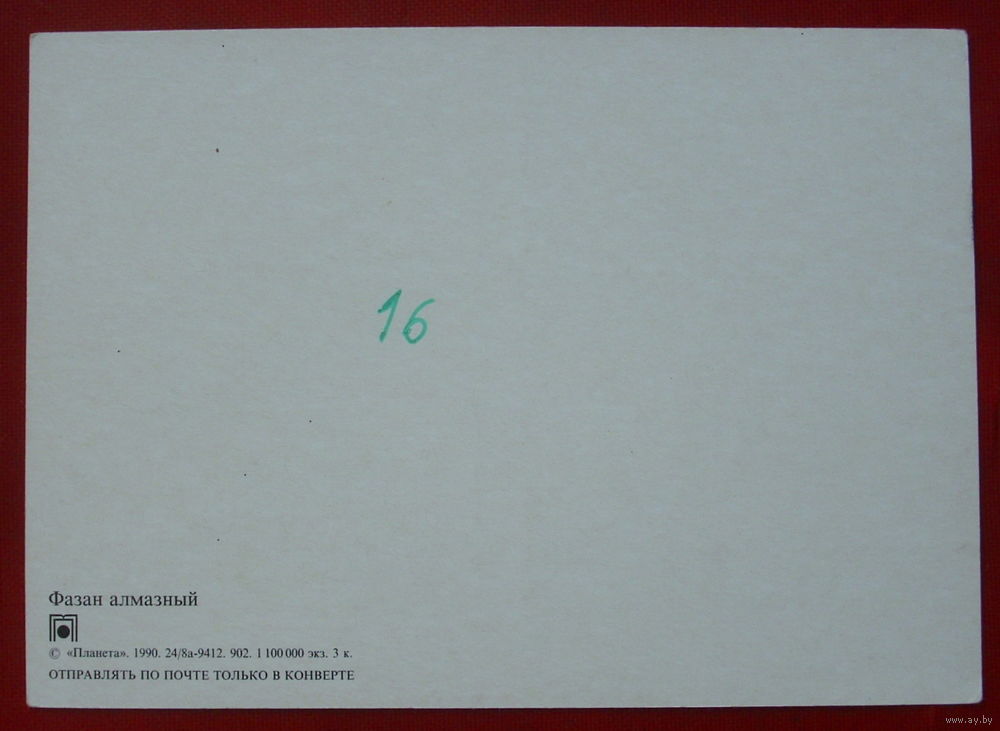 16
Фазан алмазный
© «Планета». 1990. 24/8а-9412. 902. 1 100 000 экз. 3 к.
ОТПРАВЛЯТЬ ПО ПОЧТЕ ТОЛЬКО В КОНВЕРТЕ
www.ay.by